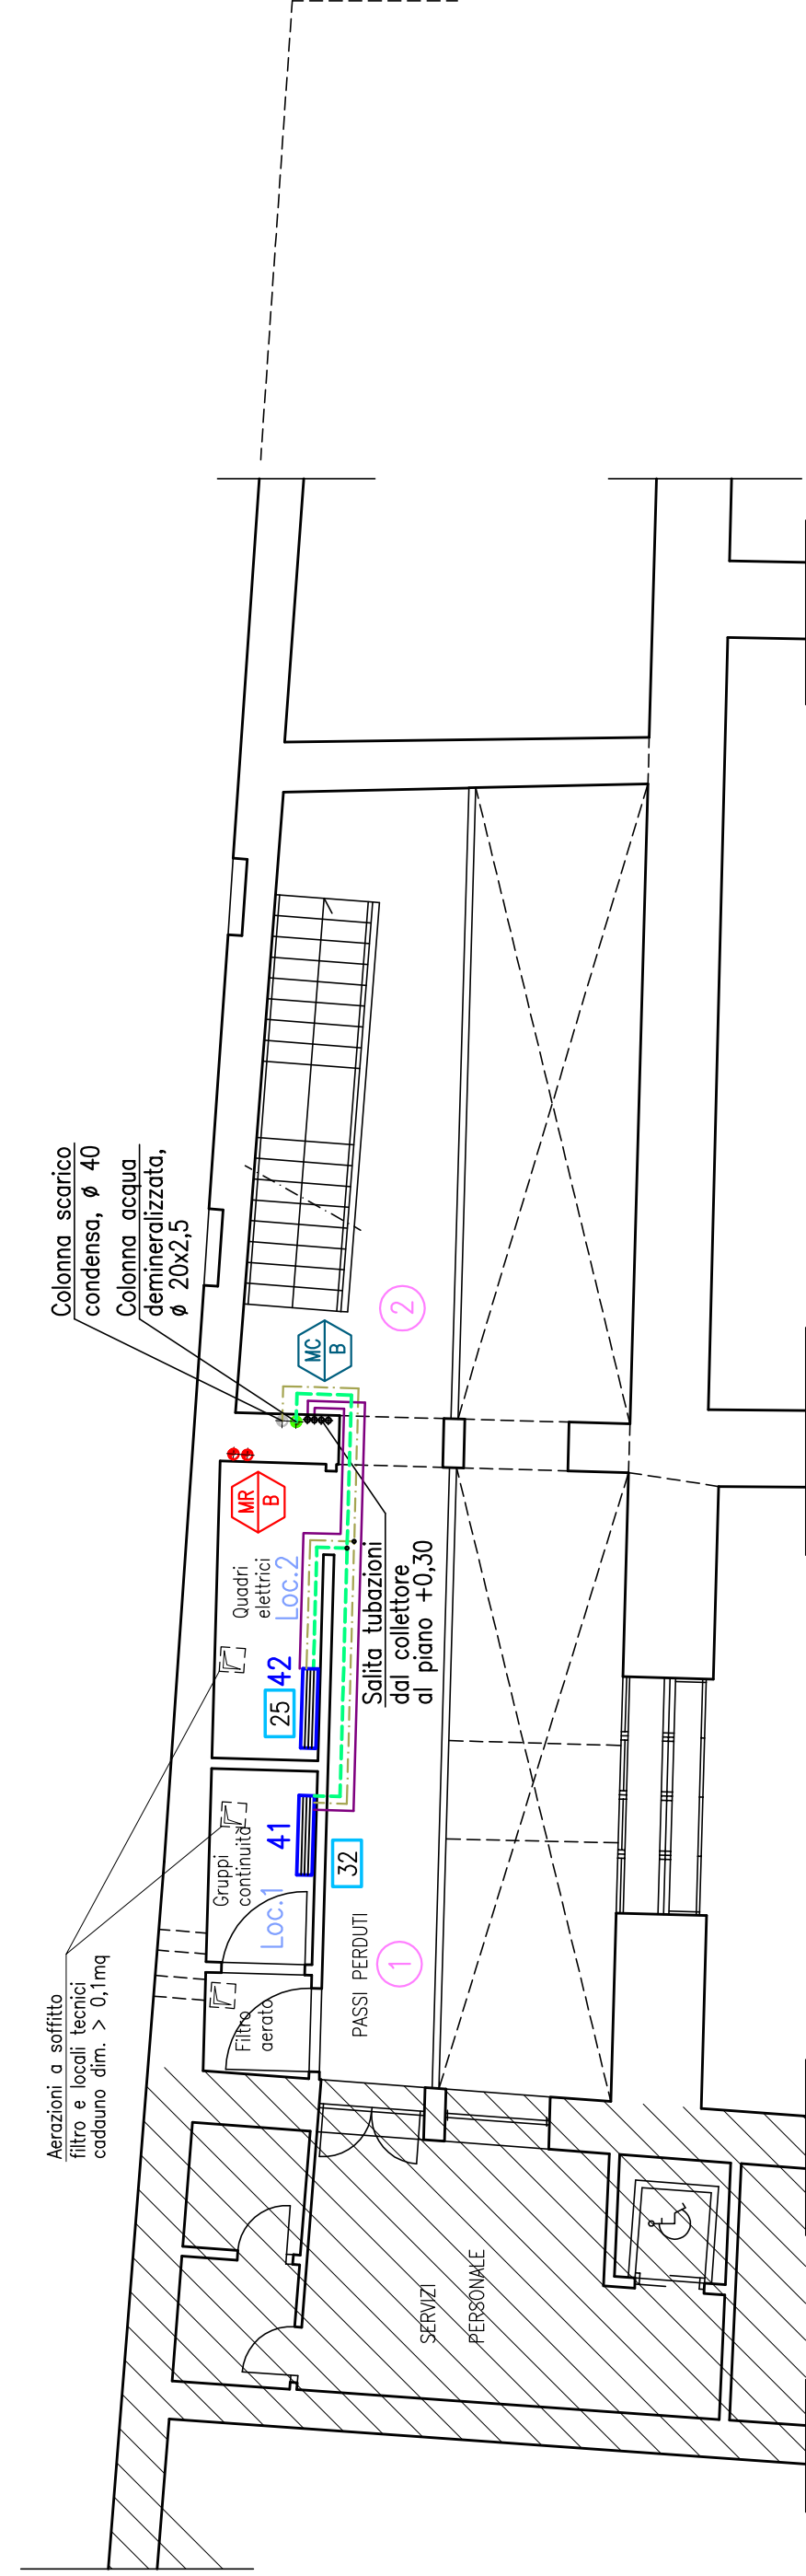 Colonna scarico
condensa, ø 40
Colonna acqua
demineralizzata,
ø 20x2,5
MC
B
2
MR
B
Quadri
elettrici
Loc.2
42
25
Salita tubazioni
dal collettore
al piano +0,30
Gruppi
continuità
41
Loc.1
32
PASSI PERDUTI
1
Filtro
aerato
Aerazioni a soffitto
filtro e locali tecnici
cadauno dim. > 0,1mq
SERVIZI
PERSONALE